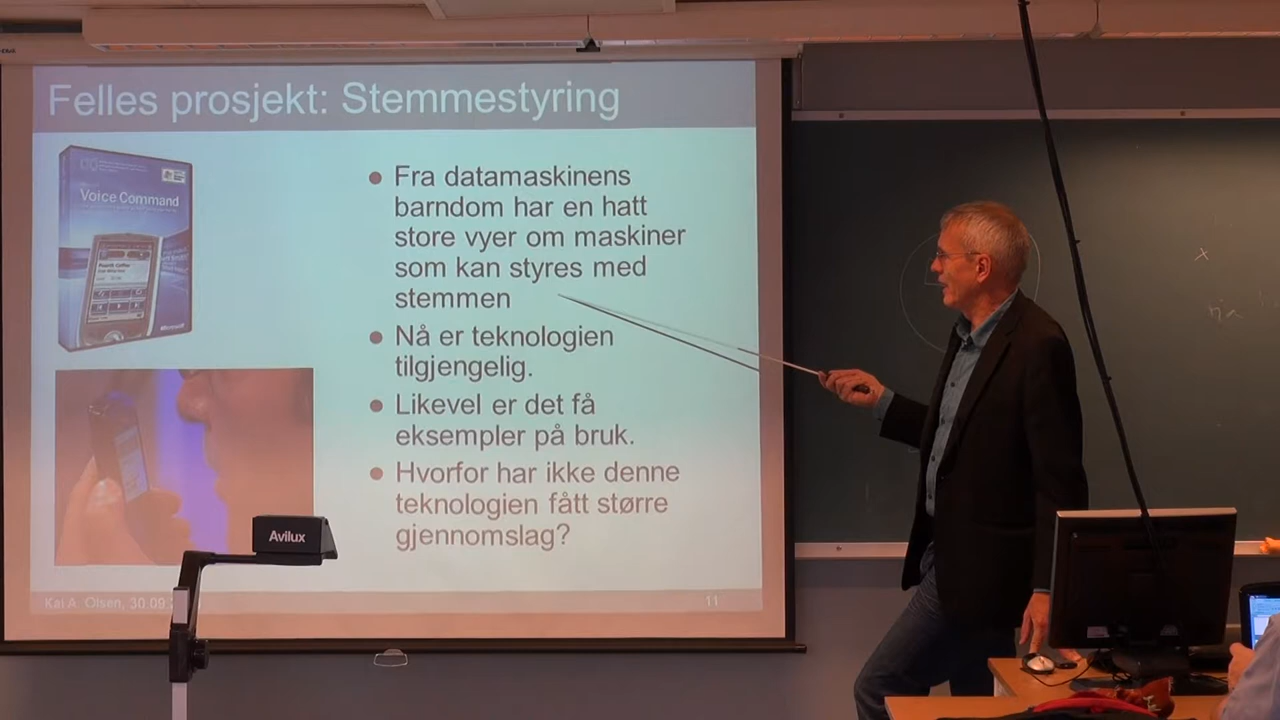 Felles prosjekt: Stemmestyring
Voice Command
Microsoft
● Fra datamaskinens
barndom har en hatt
store vyer om maskiner
som kan styres med
stemmen
● Nå er teknologien
tilgjengelig.
● Likevel er det få
eksempler på bruk.
● Hvorfor har ikke denne
teknologien fått større
gjennomslag?
Avilux
Kai A. Olsen, 30.09.
11
x